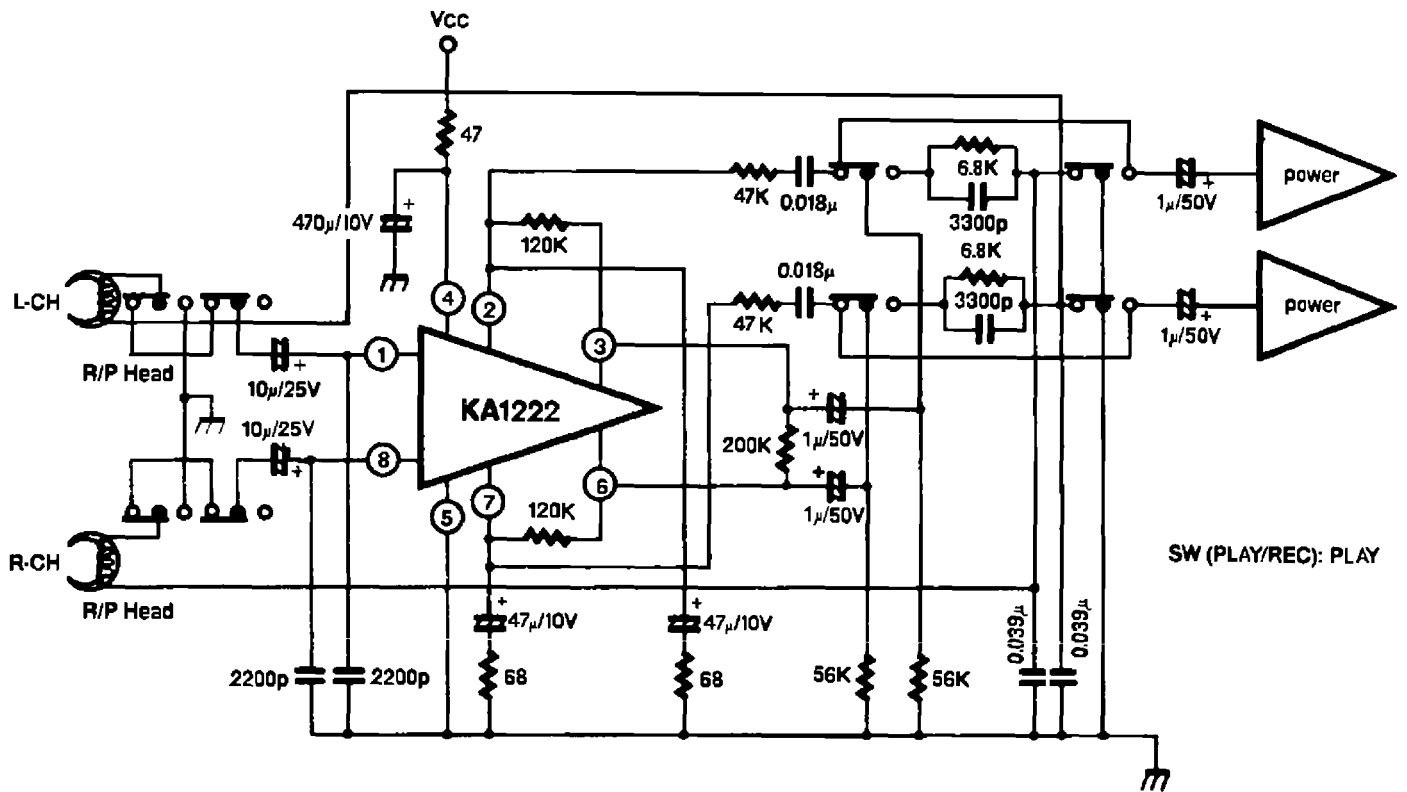 Vcc
47
470µ/10V
4
2
120K
47K
0.018µ
6.8K
3300p
1µ/50V
power
L-CH
R/P Head
10µ/25V
1
3
0.018µ
47K
6.8K
3300p
1µ/50V
power
KA1222
10µ/25V
8
200K
1µ/50V
1µ/50V
5
7
6
120K
R-CH
R/P Head
SW (PLAY/REC): PLAY
47µ/10V
47µ/10V
2200p
2200p
68
68
56K
56K
0.039µ
0.039µ